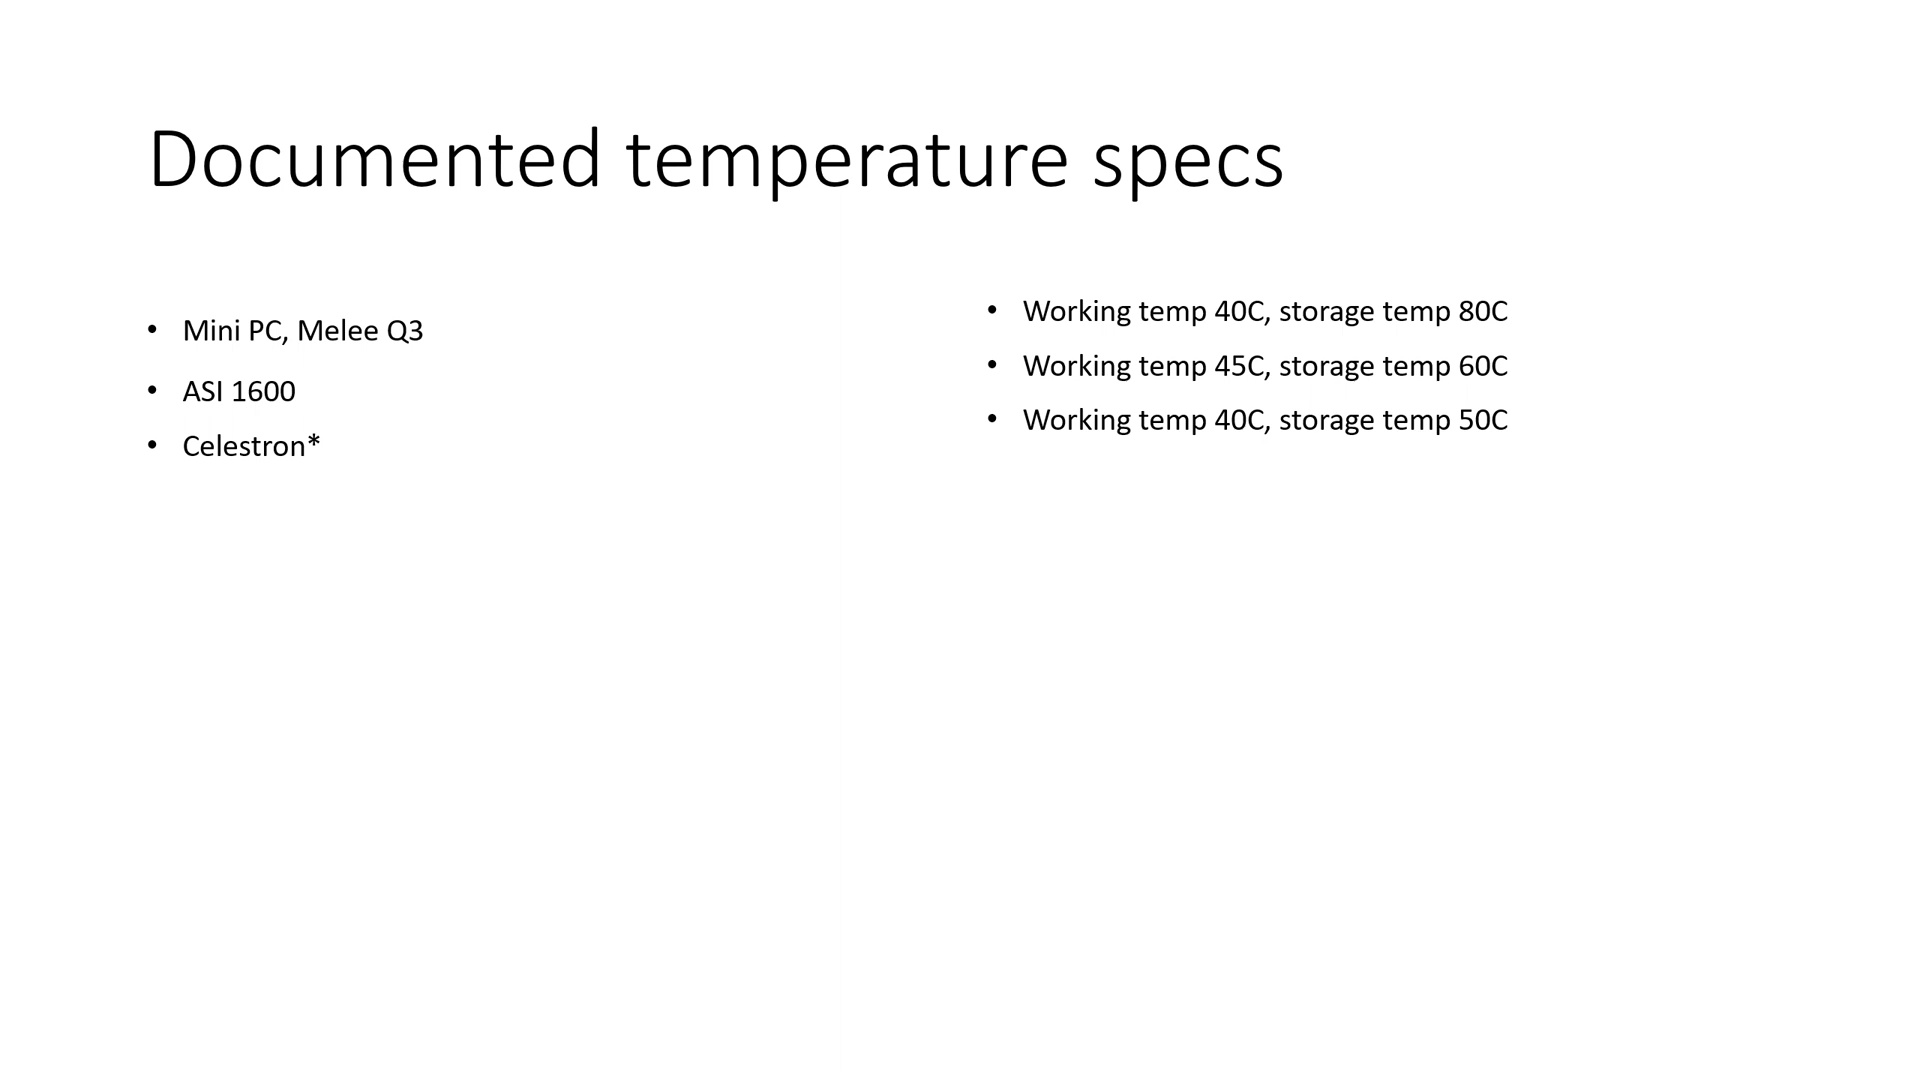 Documented temperature specs
• Mini PC, Melee Q3
• ASI 1600
• Celestron*
• Working temp 40C, storage temp 80C
• Working temp 45C, storage temp 60C
• Working temp 40C, storage temp 50C